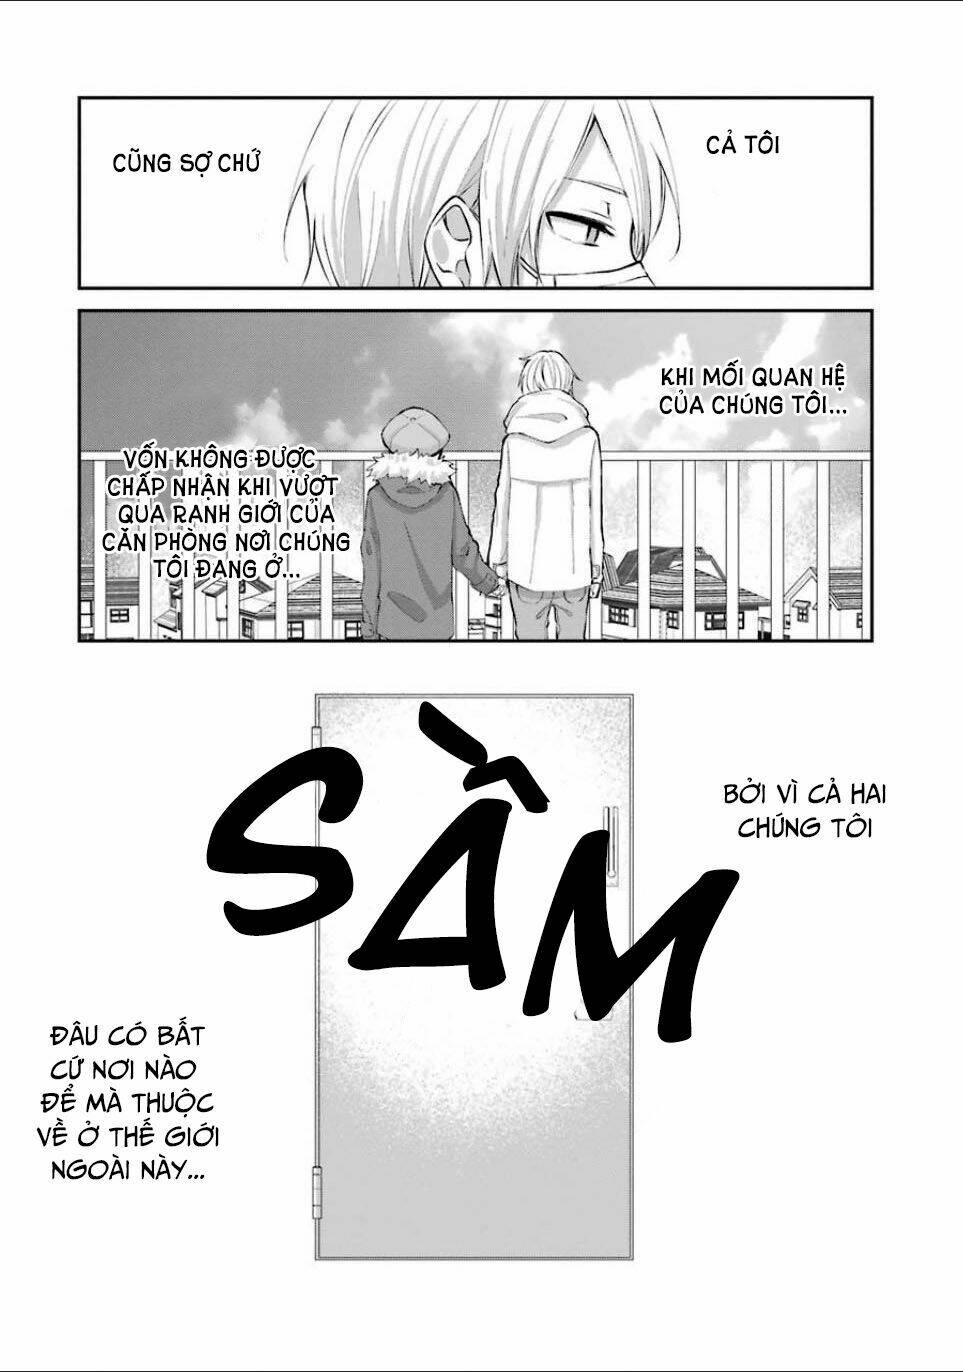 CẢ TÔI
CŨNG SỢ CHỨ
KHI MỐI QUAN HỆ
CỦA CHÚNG TÔI...
VỐN KHÔNG ĐƯỢC
CHẤP NHẬN KHI VƯỢT
QUA RANH GIỚI CỦA
CĂN PHÒNG NƠI CHÚNG
TÔI ĐANG Ở...
SẦM
BỞI VÌ CẢ HAI
CHÚNG TÔI
ĐÂU CÓ BẤT
CỨ NƠI NÀO
ĐỂ MÀ THUỘC
VỀ Ở THẾ GIỚI
NGOÀI NÀY...